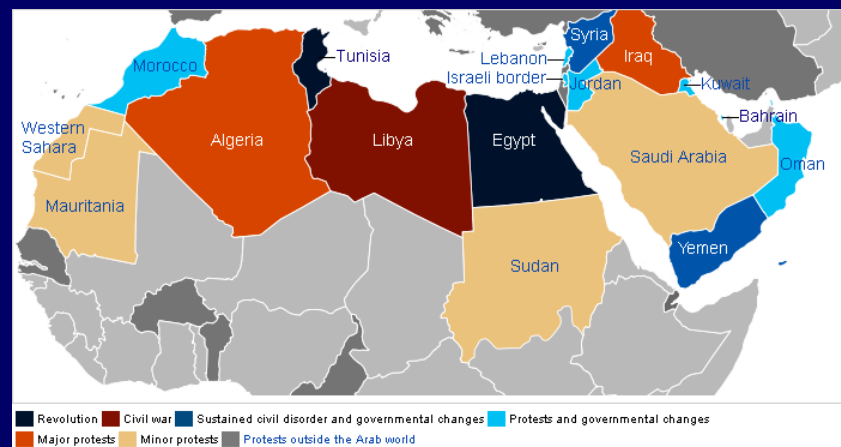 Syria
Tunisia
Lebanon
Iraq
Morocco
Israeli border
Jordan
Kuwait
Bahrain
Western
Sahara
Algeria
Libya
Egypt
Saudi Arabia
Oman
Mauritania
Yemen
Sudan
Revolution Civil war Sustained civil disorder and governmental changes Protests and governmental changes
Major protests Minor protests Protests outside the Arab world